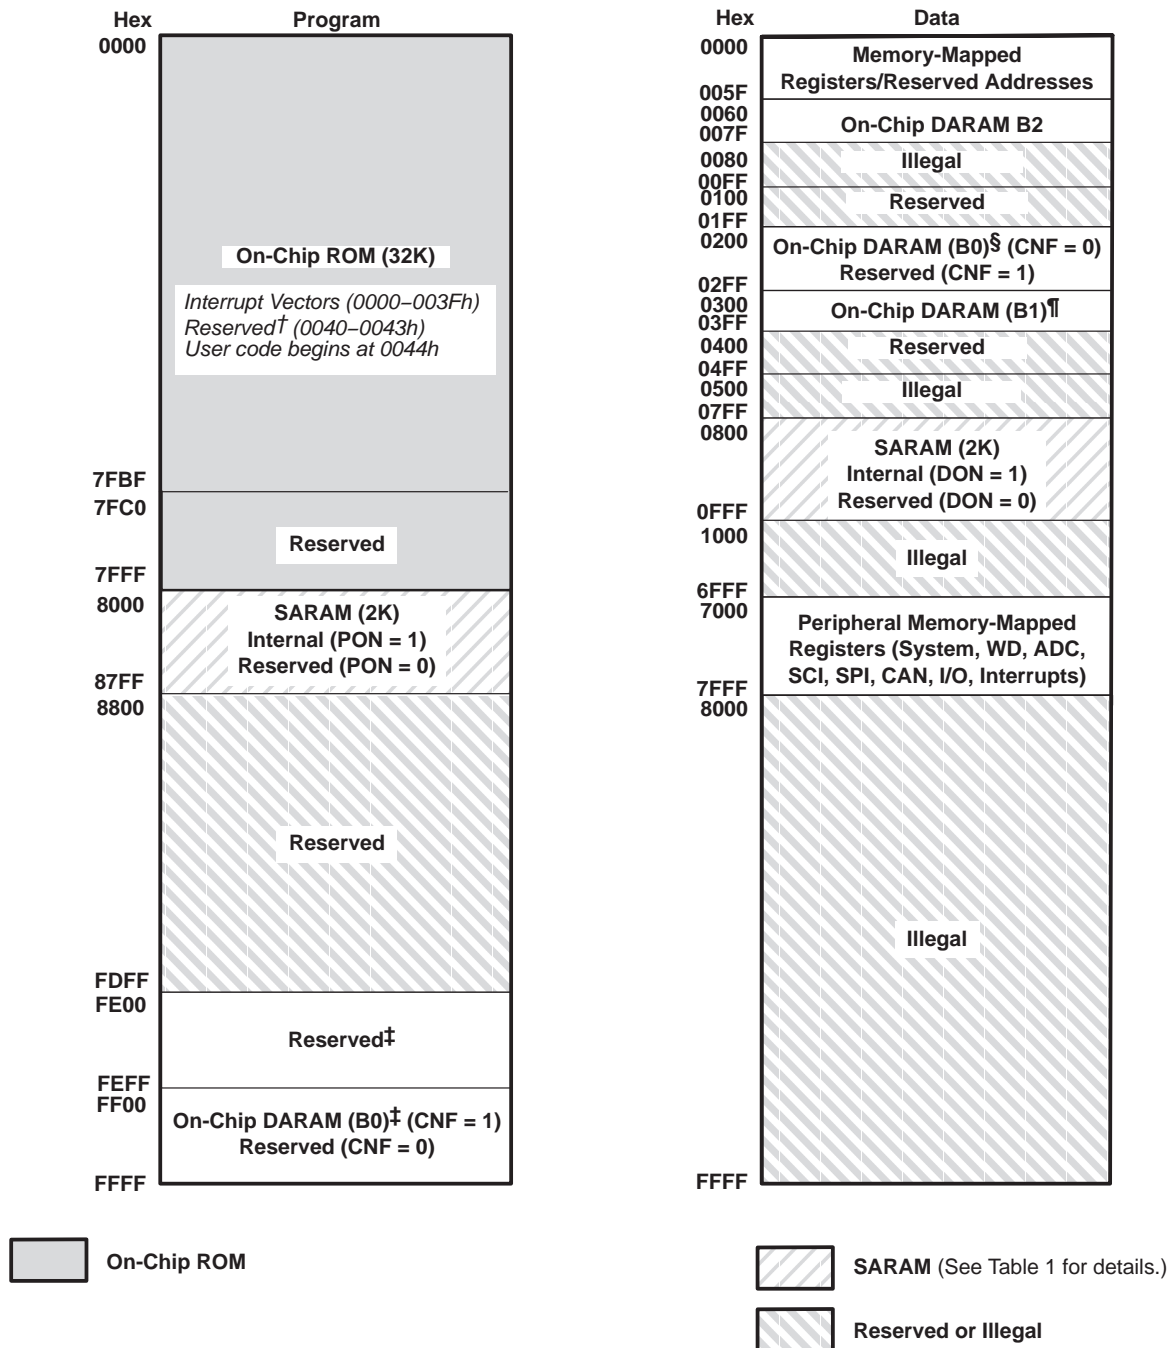 Hex
Program
0000
On-Chip ROM (32K)
Interrupt Vectors (0000–003Fh)
Reserved† (0040–0043h)
User code begins at 0044h
7FBF
7FC0
Reserved
7FFF
8000
SARAM (2K)
Internal (PON = 1)
Reserved (PON = 0)
87FF
8800
Reserved
FDFF
FE00
Reserved‡
FEFF
FF00
On-Chip DARAM (B0)‡ (CNF = 1)
Reserved (CNF = 0)
FFFF
On-Chip ROM
Hex
Data
0000
Memory-Mapped
Registers/Reserved Addresses
005F
0060
On-Chip DARAM B2
007F
0080
Illegal
00FF
0100
Reserved
01FF
0200
On-Chip DARAM (B0)§ (CNF = 0)
Reserved (CNF = 1)
02FF
0300
On-Chip DARAM (B1)¶
03FF
0400
Reserved
04FF
0500
Illegal
07FF
0800
SARAM (2K)
Internal (DON = 1)
Reserved (DON = 0)
0FFF
1000
Illegal
6FFF
7000
Peripheral Memory-Mapped
Registers (System, WD, ADC,
SCI, SPI, CAN, I/O, Interrupts)
7FFF
8000
Illegal
FFFF
SARAM (See Table 1 for details.)
Reserved or Illegal